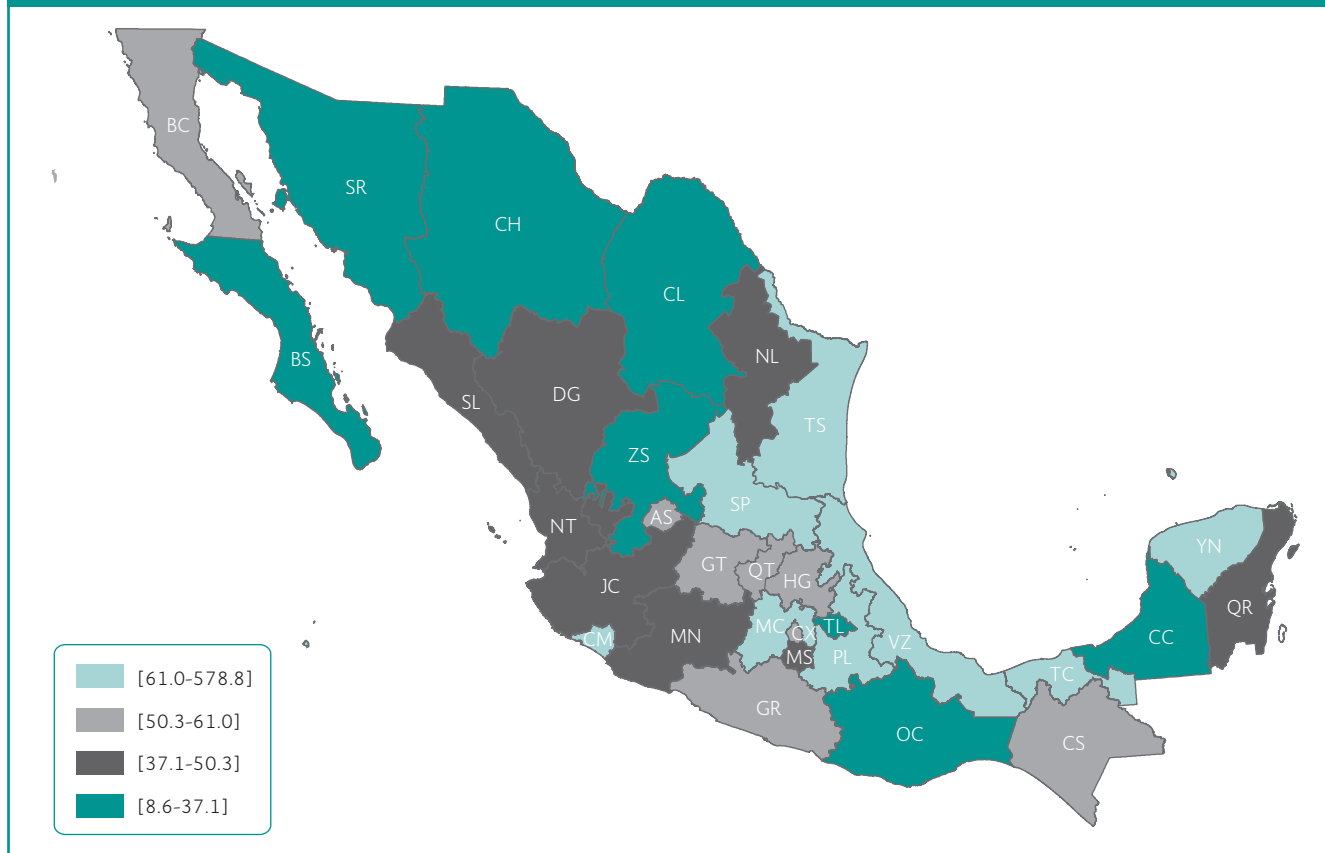 BC
SR
CH
CL
BS
NL
DG
SL
TS
ZS
SP
AS
NT
GT
QT
HG
YN
JC
QR
TL
MC
CX
CM
MN
CC
VZ
MS
PL
TC
GR
OC
CS
[61.0-578.8]
[50.3-61.0]
[37.1-50.3]
[8.6-37.1]